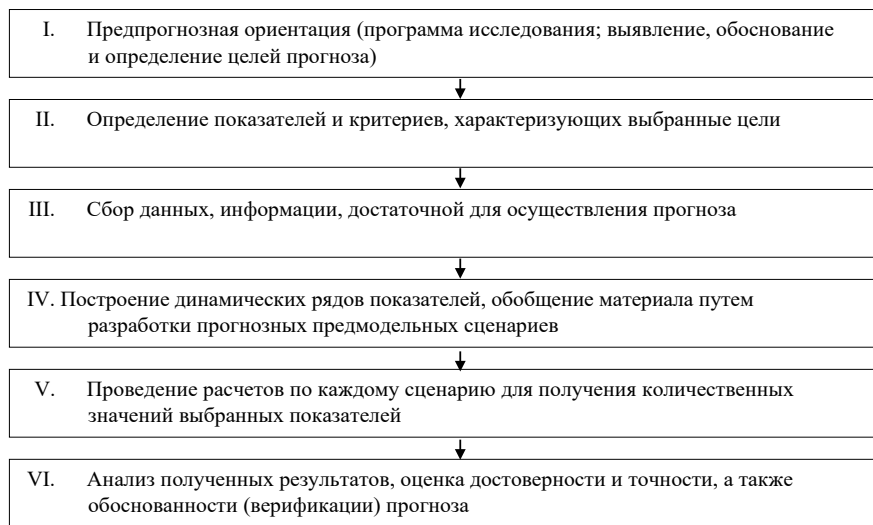 I. Предпрогнозная ориентация (программа исследования; выявление, обоснование
и определение целей прогноза)
II. Определение показателей и критериев, характеризующих выбранные цели
III. Сбор данных, информации, достаточной для осуществления прогноза
IV. Построение динамических рядов показателей, обобщение материала путем
разработки прогнозных предмодельных сценариев
V. Проведение расчетов по каждому сценарию для получения количественных
значений выбранных показателей
VI. Анализ полученных результатов, оценка достоверности и точности, а также
обоснованности (верификации) прогноза